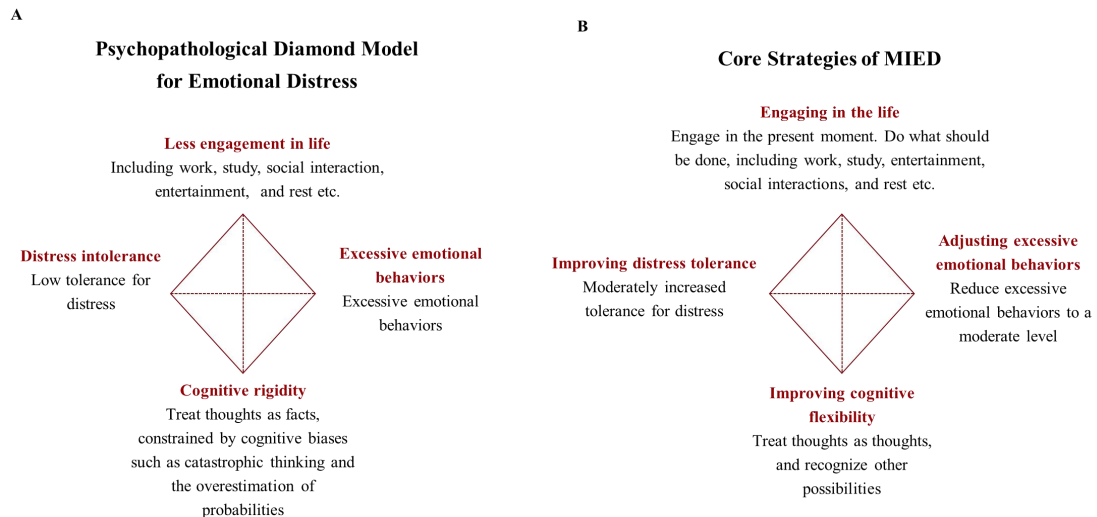 A
Psychopathological Diamond Model
for Emotional Distress
Less engagement in life
Including work, study, social interaction,
entertainment, and rest etc.
Distress intolerance
Low tolerance for
distress
Excessive emotional
behaviors
Excessive emotional
behaviors
Cognitive rigidity
Treat thoughts as facts,
constrained by cognitive biases
such as catastrophic thinking and
the overestimation of
probabilities
B
Core Strategies of MIED
Engaging in the life
Engage in the present moment. Do what should
be done, including work, study, entertainment,
social interactions, and rest etc.
Improving distress tolerance
Moderately increased
tolerance for distress
Adjusting excessive
emotional behaviors
Reduce excessive
emotional behaviors to a
moderate level
Improving cognitive
flexibility
Treat thoughts as thoughts,
and recognize other
possibilities